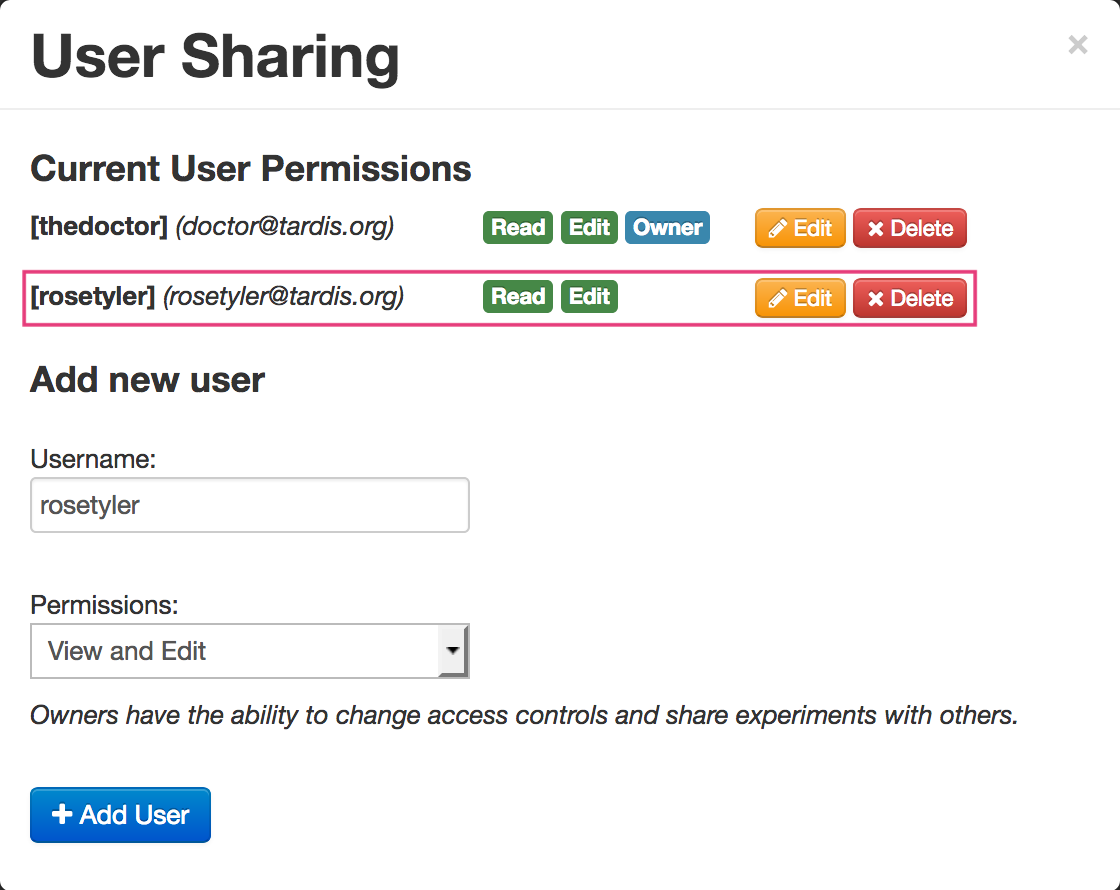 User Sharing ×
Current User Permissions
[thedoctor] (doctor@tardis.org) Read Edit Owner Edit Delete
[rosetyler] (rosetyler@tardis.org) Read Edit Edit Delete
Add new user
Username:
rosetyler
Permissions:
View and Edit
Owners have the ability to change access controls and share experiments with others.
Add User